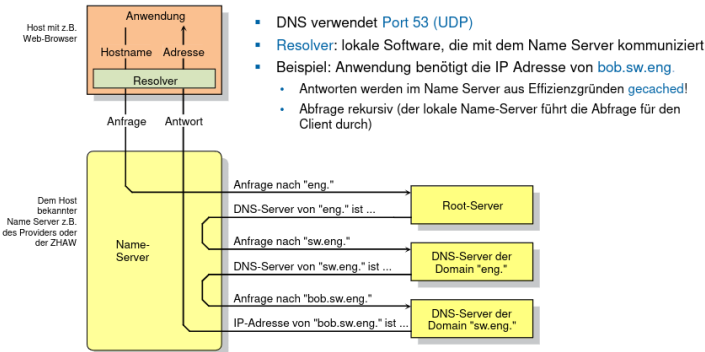 Host mit z.B.
Web-Browser
Anwendung
Hostname Adresse
Resolver
Anfrage Antwort
▪ DNS verwendet Port 53 (UDP)
▪ Resolver: lokale Software, die mit dem Name Server kommuniziert
▪ Beispiel: Anwendung benötigt die IP Adresse von bob.sw.eng.
• Antworten werden im Name Server aus Effizienzgründen gecached!
• Abfrage rekursiv (der lokale Name-Server führt die Abfrage für den
Client durch)
Dem Host
bekannter
Name Server z.B.
des Providers oder
der ZHAW
Name-
Server
Anfrage nach "eng."
DNS-Server von "eng." ist ...
Anfrage nach "sw.eng."
DNS-Server von "sw.eng." ist ...
Anfrage nach "bob.sw.eng."
IP-Adresse von "bob.sw.eng." ist ...
Root-Server
DNS-Server der
Domain "eng."
DNS-Server der
Domain "sw.eng."